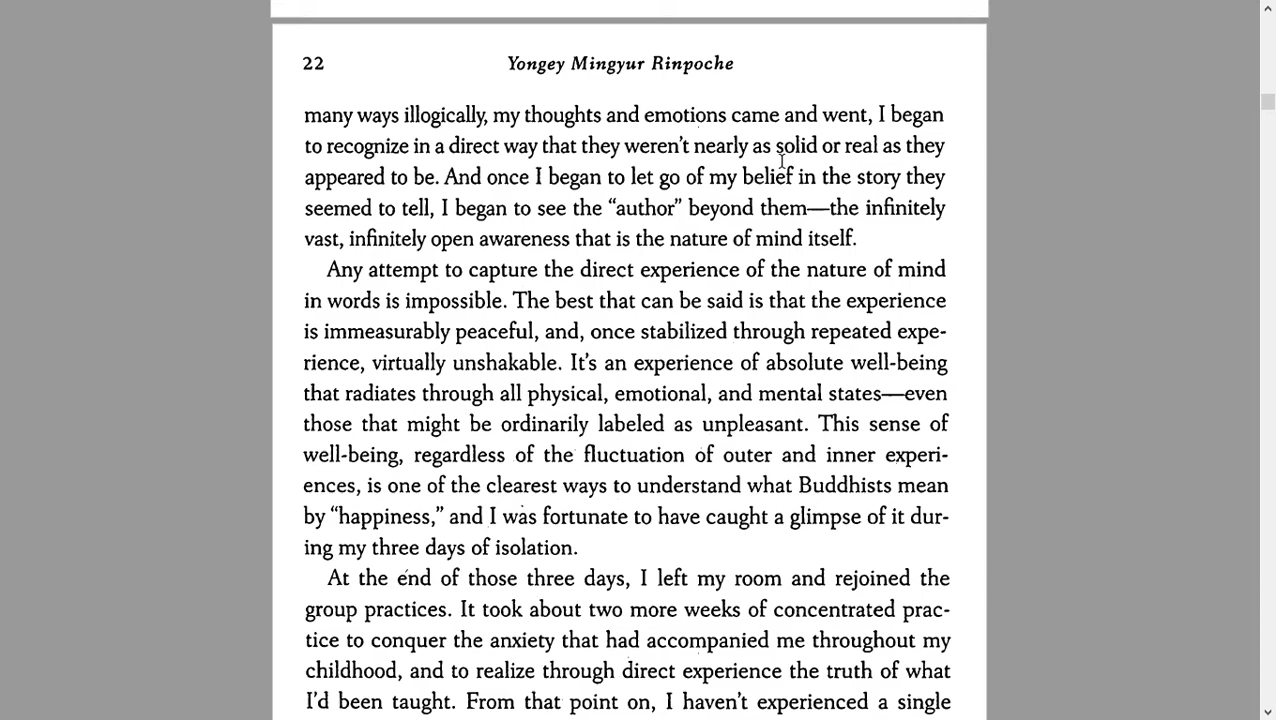 22 Yongey Mingyur Rinpoche
many ways illogically, my thoughts and emotions came and went, I began
to recognize in a direct way that they weren't nearly as solid or real as they
appeared to be. And once I began to let go of my belief in the story they
seemed to tell, I began to see the “author” beyond them—the infinitely
vast, infinitely open awareness that is the nature of mind itself.
Any attempt to capture the direct experience of the nature of mind
in words is impossible. The best that can be said is that the experience
is immeasurably peaceful, and, once stabilized through repeated expe-
rience, virtually unshakable. It's an experience of absolute well-being
that radiates through all physical, emotional, and mental states—even
those that might be ordinarily labeled as unpleasant. This sense of
well-being, regardless of the fluctuation of outer and inner experi-
ences, is one of the clearest ways to understand what Buddhists mean
by “happiness,” and I was fortunate to have caught a glimpse of it dur-
ing my three days of isolation.
At the end of those three days, I left my room and rejoined the
group practices. It took about two more weeks of concentrated prac-
tice to conquer the anxiety that had accompanied me throughout my
childhood, and to realize through direct experience the truth of what
I'd been taught. From that point on, I haven't experienced a single